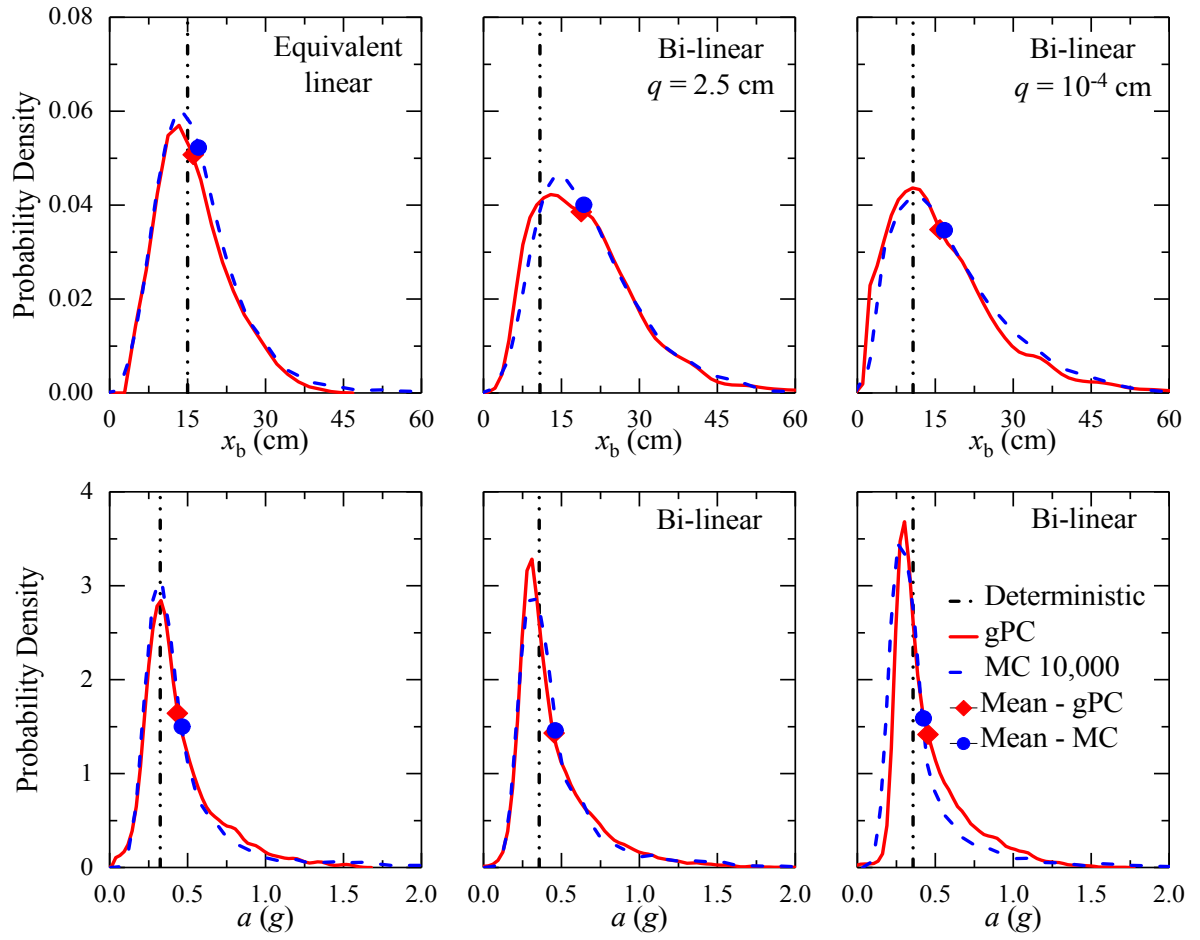 0.08
0.06
0.04
0.02
0.00
Probability Density
Equivalent
linear
0 15 30 45 60
x_b (cm)
Bi-linear
q = 2.5 cm
0 15 30 45 60
x_b (cm)
Bi-linear
q = 10^-4 cm
0 15 30 45 60
x_b (cm)
4
3
2
1
0
Probability Density
0.0 0.5 1.0 1.5 2.0
a (g)
Bi-linear
0.0 0.5 1.0 1.5 2.0
a (g)
Bi-linear
Deterministic
gPC
MC 10,000
Mean - gPC
Mean - MC
0.0 0.5 1.0 1.5 2.0
a (g)